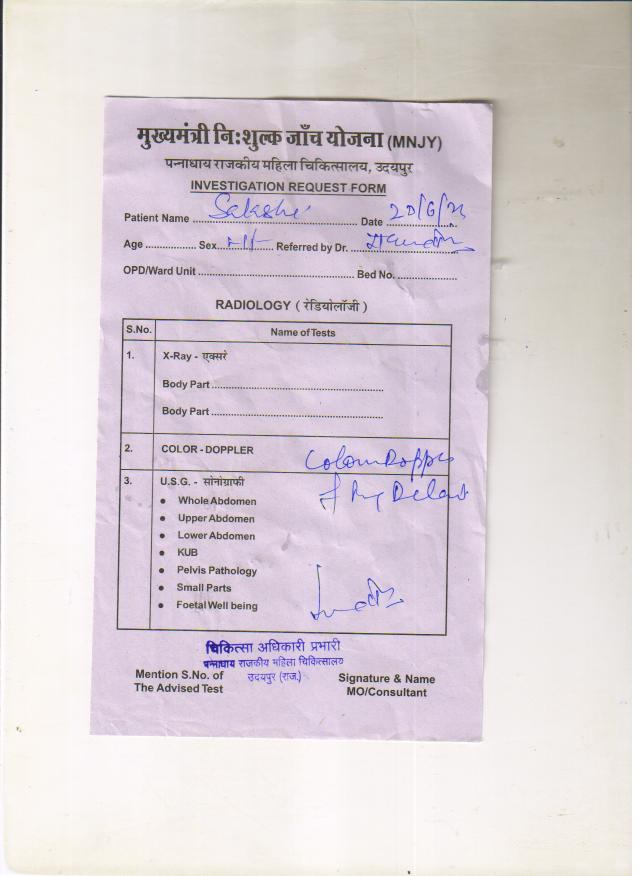 मुख्यमंत्री नि:शुल्क जाँच योजना (MNJY)
पन्नाधाय राजकीय महिला चिकित्सालय, उदयपुर
INVESTIGATION REQUEST FORM
Patient Name Sakshi Date 20/6/23
Age Sex Referred by Dr.
OPD/Ward Unit Bed No.
RADIOLOGY ( रेडियोलॉजी )
S.No. Name of Tests
1. X-Ray - एक्सरे
Body Part
Body Part
2. COLOR - DOPPLER Colour Doppler
3. U.S.G. - सोनोग्राफी
• Whole Abdomen
• Upper Abdomen
• Lower Abdomen
• KUB
• Pelvis Pathology
• Small Parts
• Foetal Well being
चिकित्सा अधिकारी प्रभारी
पन्नाधाय राजकीय महिला चिकित्सालय
उदयपुर (राज.)
Mention S.No. of
The Advised Test
Signature & Name
MO/Consultant